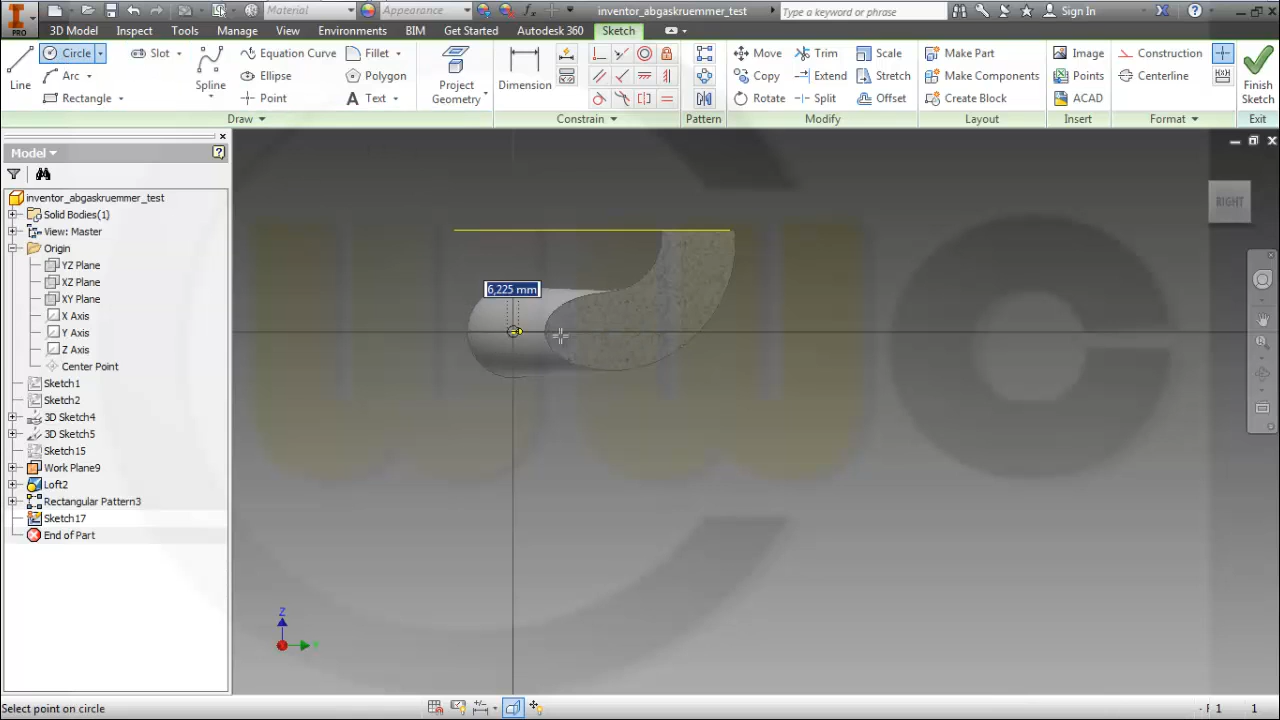 Material
Appearance
fx
inventor_abgaskruemmer_test
Type a keyword or phrase
Sign In
PRO
3D Model
Inspect
Tools
Manage
View
Environments
BIM
Get Started
Autodesk 360
Sketch
Line
Circle
Arc
Rectangle
Slot
Spline
Equation Curve
Ellipse
Point
Fillet
Polygon
A Text
Project
Geometry
Dimension
Move
Copy
Rotate
Trim
Extend
Split
Scale
Stretch
Offset
Make Part
Make Components
Create Block
Image
Points
ACAD
Construction
Centerline
Finish
Sketch
Draw
Constrain
Pattern
Modify
Layout
Insert
Format
Exit
Model
inventor_abgaskruemmer_test
Solid Bodies(1)
View: Master
Origin
YZ Plane
XZ Plane
XY Plane
X Axis
Y Axis
Z Axis
Center Point
Sketch1
Sketch2
3D Sketch4
3D Sketch5
Sketch15
Work Plane9
Loft2
Rectangular Pattern3
Sketch17
End of Part
RIGHT
6,225 mm
Z
Select point on circle
1
1